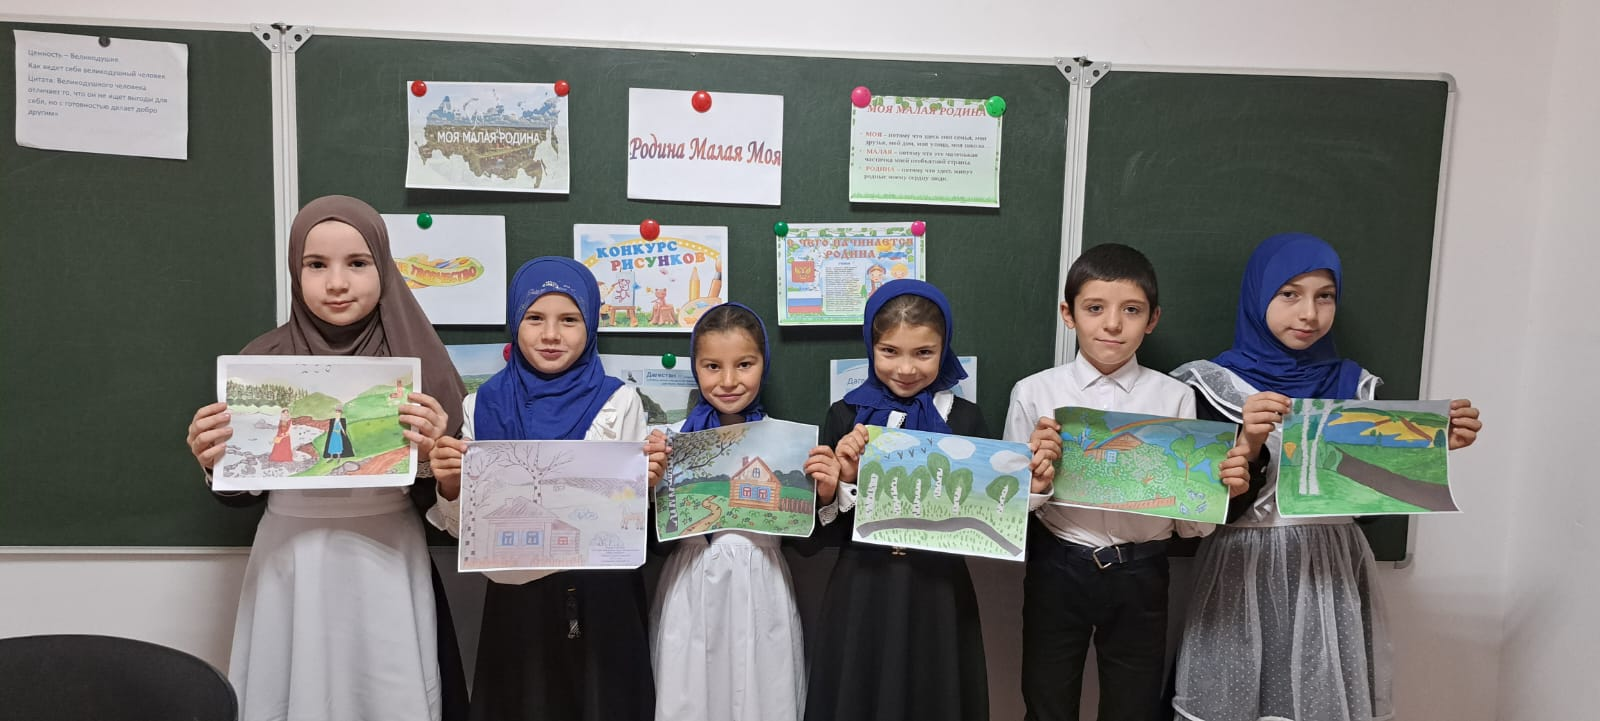 Ценность – Великодушие
Как ведет себя великодушный человек
Цитата: Великодушного человека
отличает то, что он не ищет выгоды для
себя, но с готовностью делает добро
другим»
МОЯ МАЛАЯ РОДИНА
Родина Малая Моя
МОЯ МАЛАЯ РОДИНА
МОЯ – потому что здесь моя семья, мои
друзья, мой дом, моя улица, моя школа.
МАЛАЯ – потому что это маленькая
частичка моей необъятной страны.
РОДИНА – потому что здесь живут
родные моему сердцу люди.
ТВОРЧЕСТВО
КОНКУРС
РИСУНКОВ
С ЧЕГО НАЧИНАЕТСЯ
РОДИНА
Дагестан
Даге